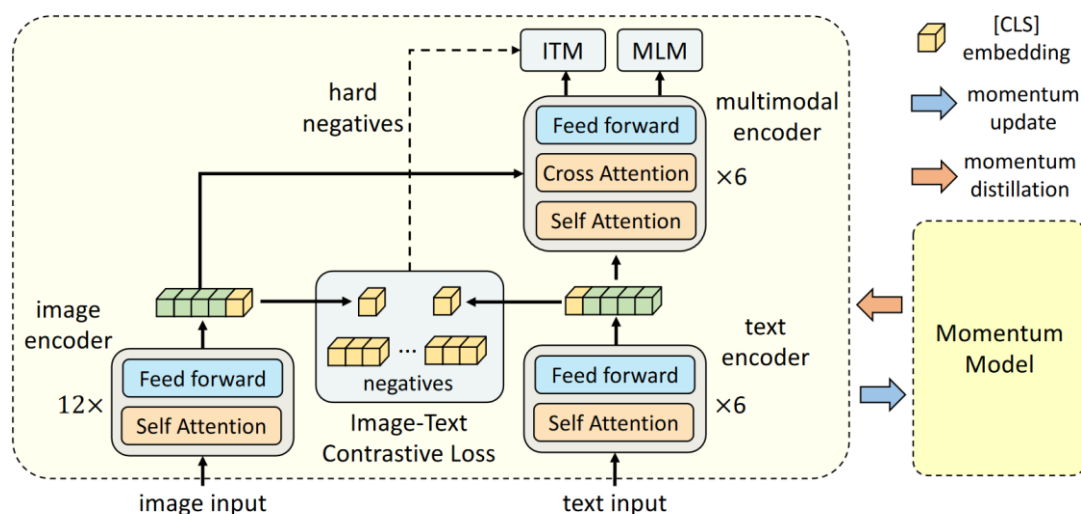 ITM
MLM
hard
negatives
Feed forward
Cross Attention
Self Attention
multimodal
encoder
×6
image
encoder
12×
Feed forward
Self Attention
...
negatives
Image-Text
Contrastive Loss
text
encoder
×6
Feed forward
Self Attention
image input
text input
[CLS]
embedding
momentum
update
momentum
distillation
Momentum
Model